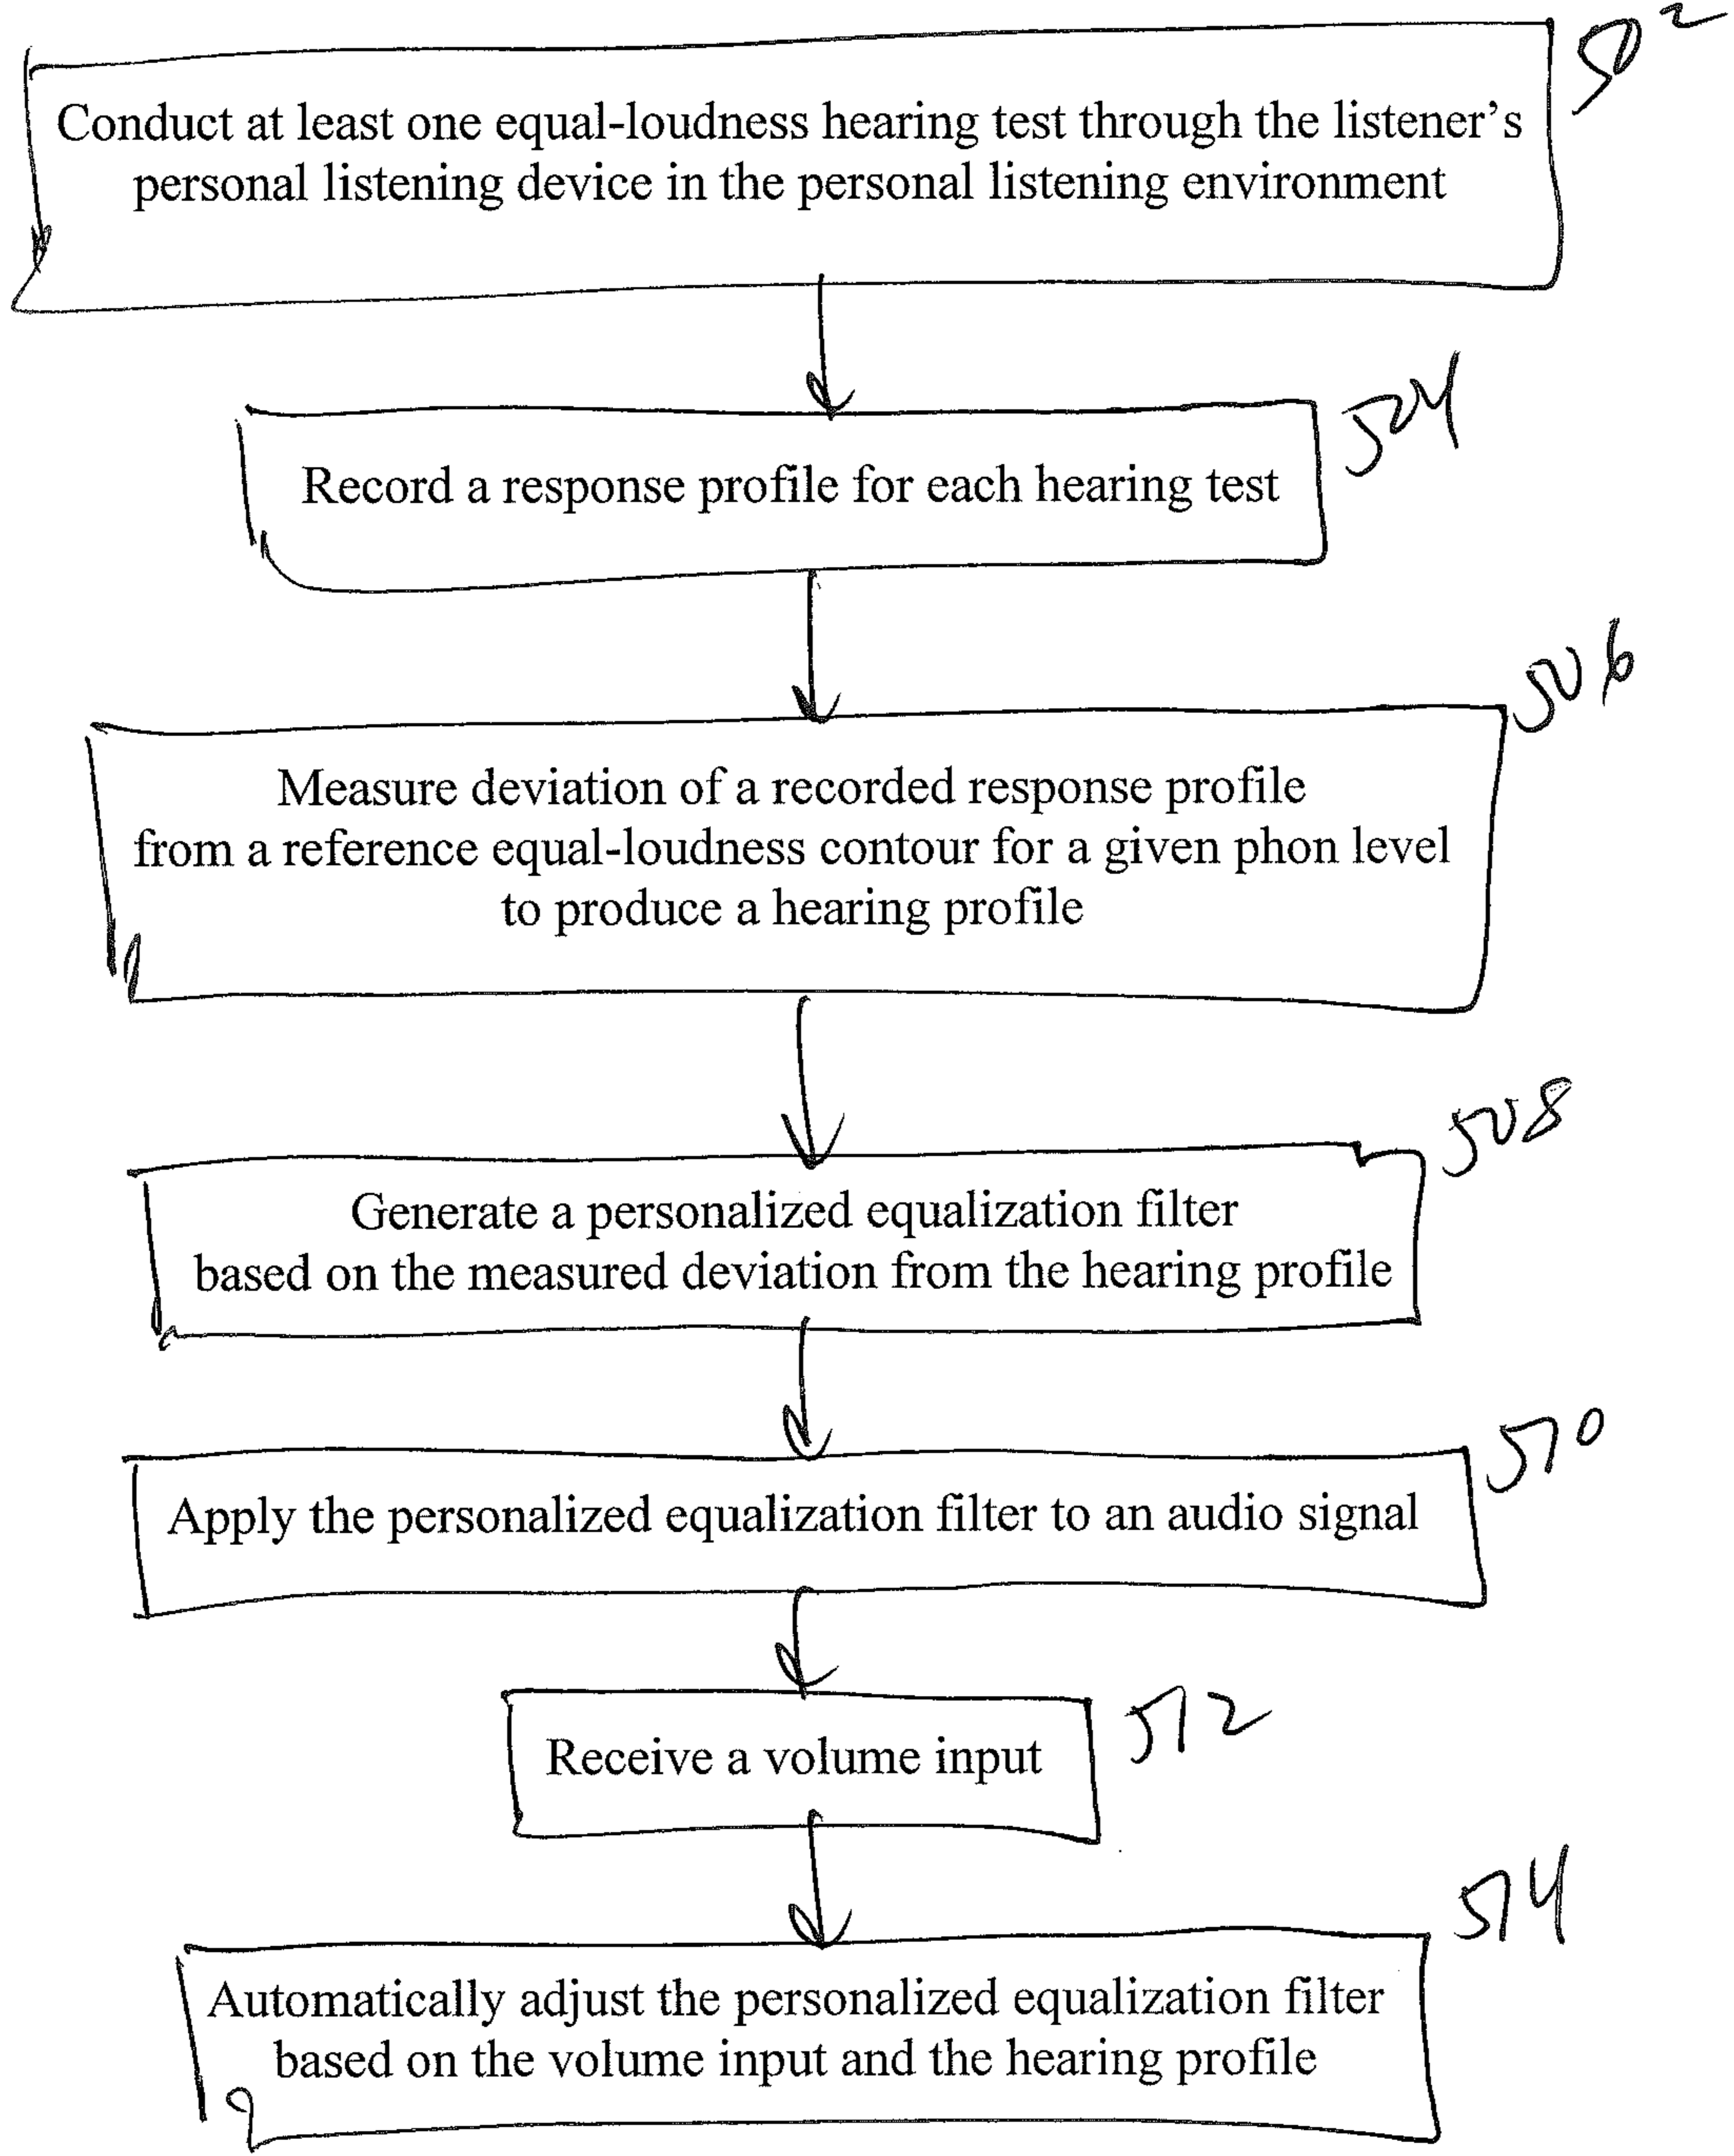 502
Conduct at least one equal-loudness hearing test through the listener’s
personal listening device in the personal listening environment
504
Record a response profile for each hearing test
506
Measure deviation of a recorded response profile
from a reference equal-loudness contour for a given phon level
to produce a hearing profile
508
Generate a personalized equalization filter
based on the measured deviation from the hearing profile
510
Apply the personalized equalization filter to an audio signal
512
Receive a volume input
514
Automatically adjust the personalized equalization filter
based on the volume input and the hearing profile